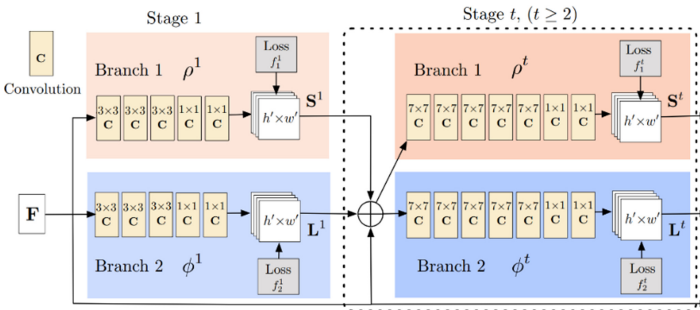 Stage 1
Stage t, (t ≥ 2)
C
Convolution
Branch 1 ρ¹
Loss
f₁¹
3×3 3×3 3×3 1×1 1×1
C C C C C
h′×w′
S¹
Branch 1 ρᵗ
Loss
f₁ᵗ
7×7 7×7 7×7 7×7 7×7 1×1 1×1
C C C C C C C
h′×w′
Sᵗ
F
3×3 3×3 3×3 1×1 1×1
C C C C C
h′×w′
L¹
Branch 2 ϕ¹
Loss
f₂¹
7×7 7×7 7×7 7×7 7×7 1×1 1×1
C C C C C C C
h′×w′
Lᵗ
Branch 2 ϕᵗ
Loss
f₂ᵗ